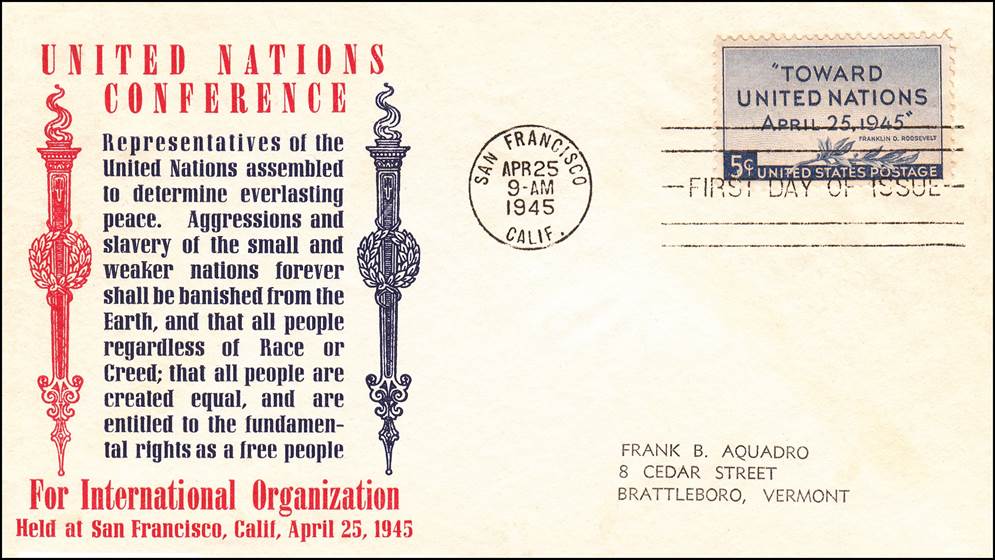 UNITED NATIONS
CONFERENCE
Representatives of the
United Nations assembled
to determine everlasting
peace. Aggressions and
slavery of the small and
weaker nations forever
shall be banished from the
Earth, and that all people
regardless of Race or
Creed; that all people are
created equal, and are
entitled to the fundamen-
tal rights as a free people
For International Organization
Held at San Francisco, Calif, April 25, 1945
SAN FRANCISCO
APR 25
9-AM
1945
CALIF.
"TOWARD
UNITED NATIONS
APRIL 25, 1945"
FRANKLIN D. ROOSEVELT
5¢ UNITED STATES POSTAGE
FIRST DAY OF ISSUE
FRANK B. AQUADRO
8 CEDAR STREET
BRATTLEBORO, VERMONT